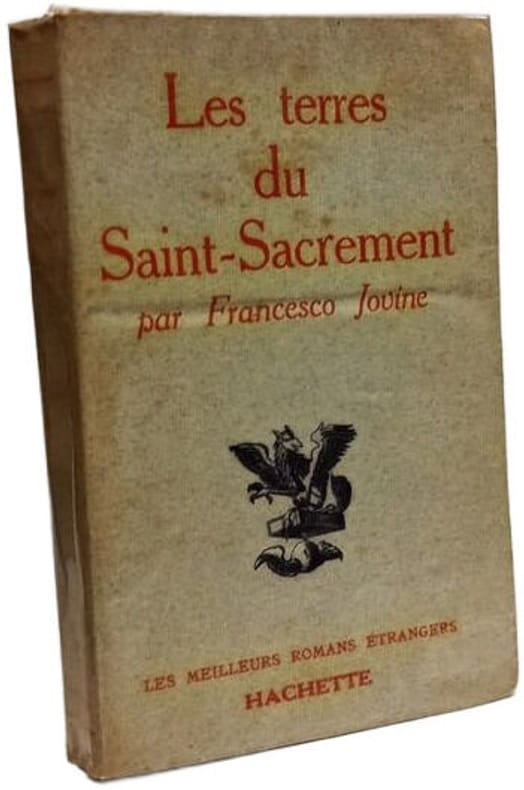 Les terres
du
Saint-Sacrement
par Francesco Jovine
LES MEILLEURS ROMANS ÉTRANGERS
HACHETTE